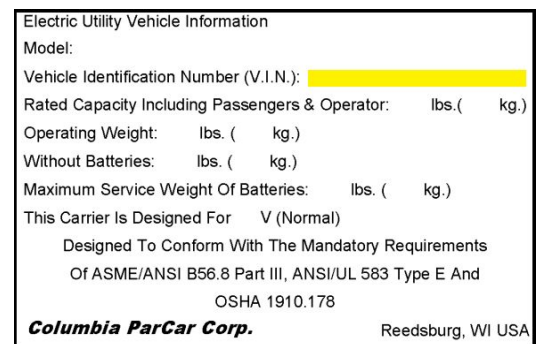 Electric Utility Vehicle Information
Model:
Vehicle Identification Number (V.I.N.):
Rated Capacity Including Passengers & Operator: lbs.( kg.)
Operating Weight: lbs. ( kg.)
Without Batteries: lbs. ( kg.)
Maximum Service Weight Of Batteries: lbs. ( kg.)
This Carrier Is Designed For V (Normal)
Designed To Conform With The Mandatory Requirements
Of ASME/ANSI B56.8 Part III, ANSI/UL 583 Type E And
OSHA 1910.178
Columbia ParCar Corp. Reedsburg, WI USA